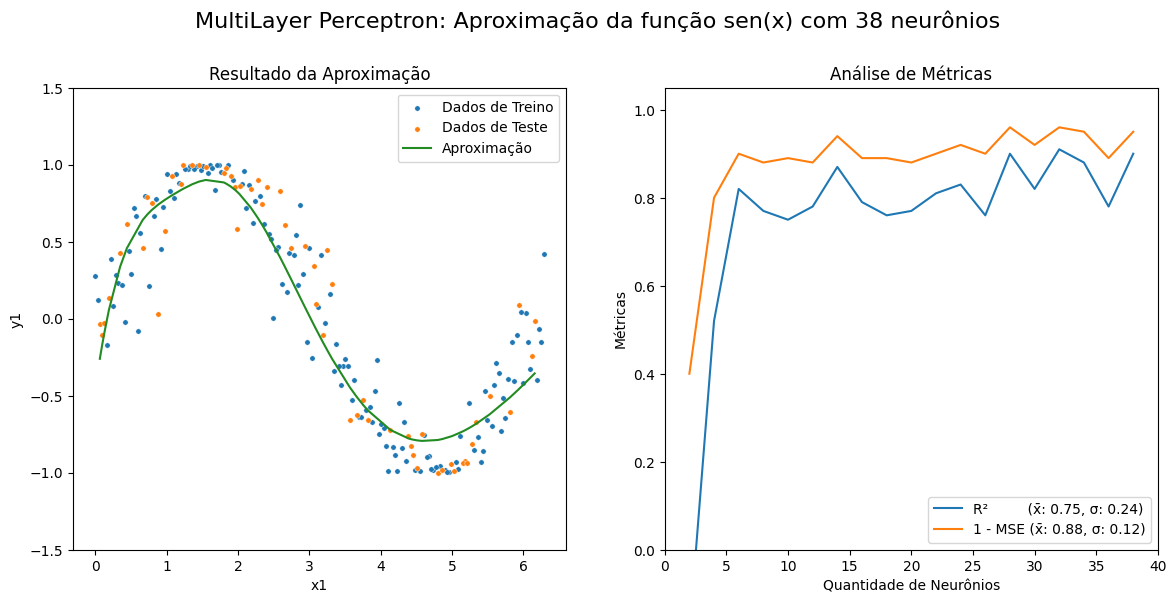 MultiLayer Perceptron: Aproximação da função sen(x) com 38 neurônios
Resultado da Aproximação
1.5
1.0
0.5
0.0
−0.5
−1.0
−1.5
y1
0 1 2 3 4 5 6
x1
Dados de Treino
Dados de Teste
Aproximação
Análise de Métricas
1.0
0.8
0.6
0.4
0.2
0.0
Métricas
0 5 10 15 20 25 30 35 40
Quantidade de Neurônios
R² (x̄: 0.75, σ: 0.24)
1 - MSE (x̄: 0.88, σ: 0.12)